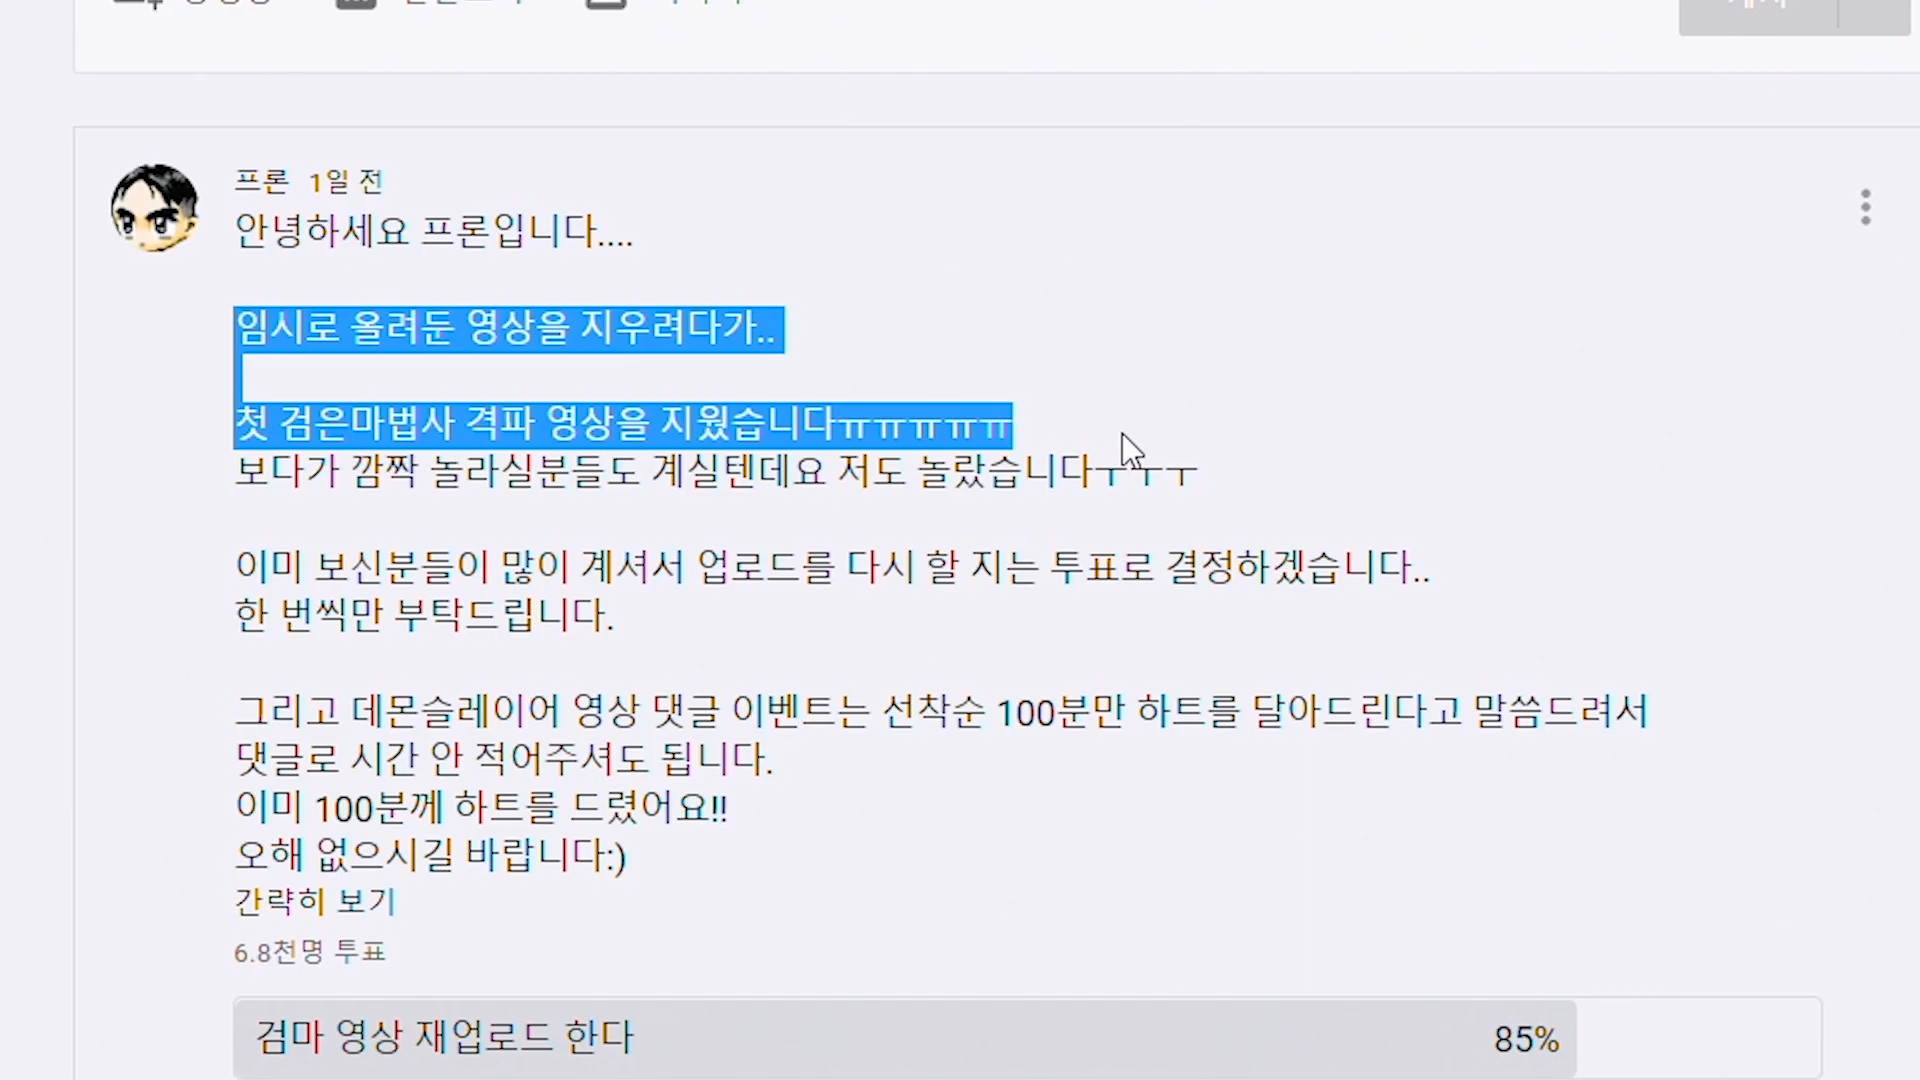 프론 1일 전
안녕하세요 프론입니다....
임시로 올려둔 영상을 지우려다가..
첫 검은마법사 격파 영상을 지웠습니다ㅠㅠㅠㅠㅠ
보다가 깜짝 놀라실분들도 계실텐데요 저도 놀랐습니다ㅜㅜㅜ
이미 보신분들이 많이 계셔서 업로드를 다시 할 지는 투표로 결정하겠습니다..
한 번씩만 부탁드립니다.
그리고 데몬슬레이어 영상 댓글 이벤트는 선착순 100분만 하트를 달아드린다고 말씀드려서
댓글로 시간 안 적어주셔도 됩니다.
이미 100분께 하트를 드렸어요!!
오해 없으시길 바랍니다:)
간략히 보기
6.8천명 투표
검마 영상 재업로드 한다 85%